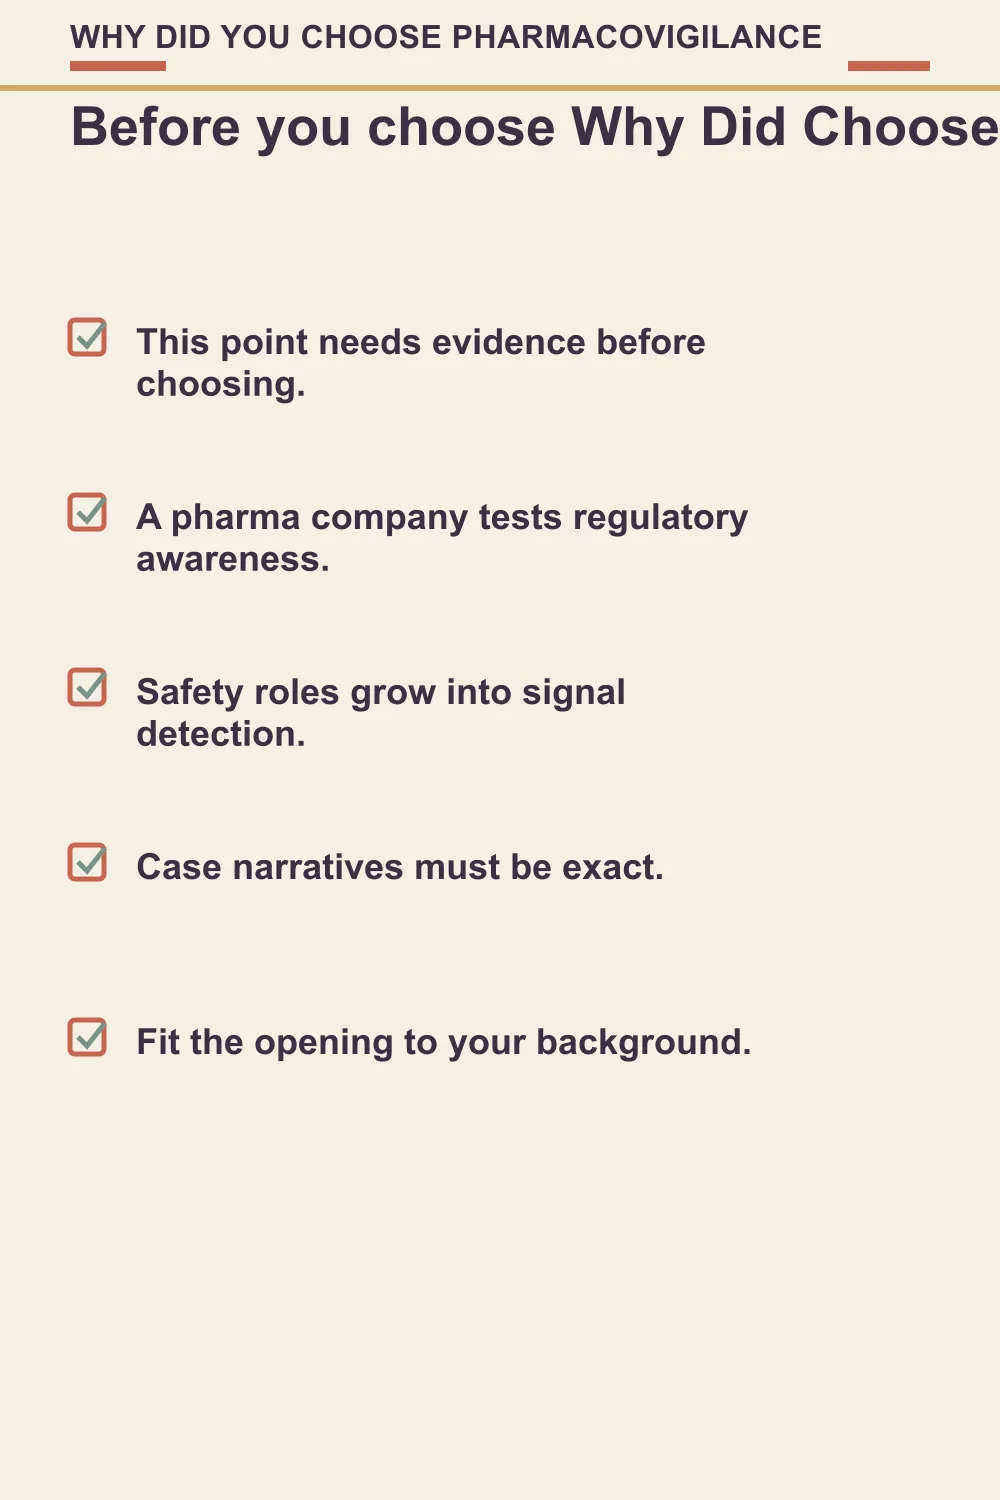 WHY DID YOU CHOOSE PHARMACOVIGILANCE
Before you choose Why Did Choose
This point needs evidence before
choosing.
A pharma company tests regulatory
awareness.
Safety roles grow into signal
detection.
Case narratives must be exact.
Fit the opening to your background.